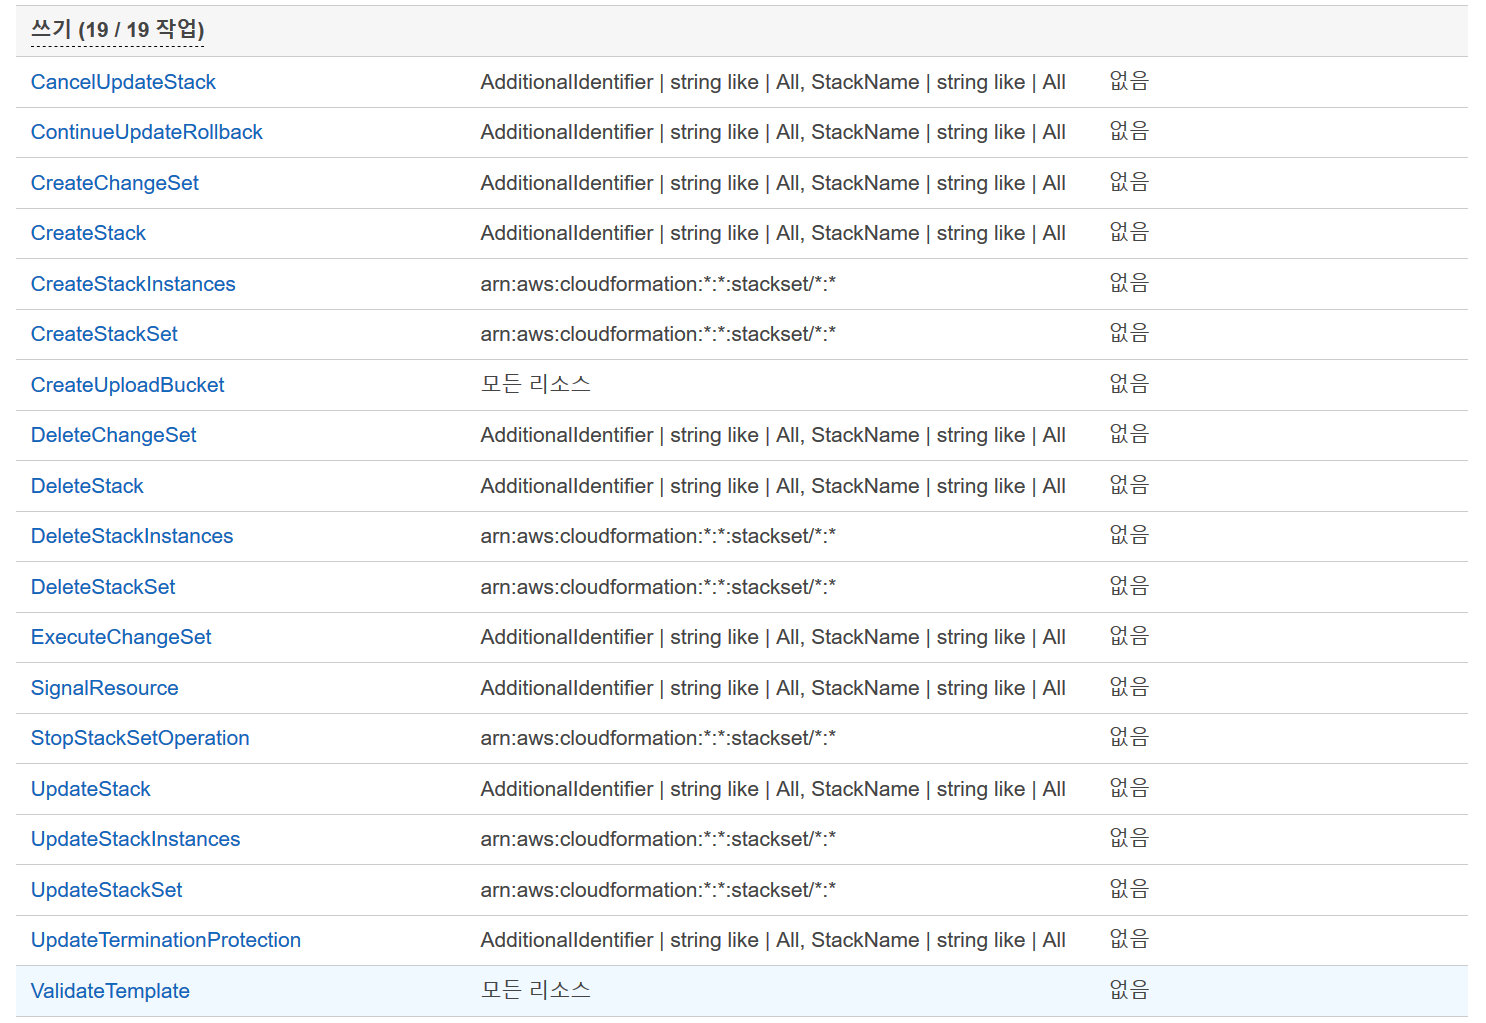 쓰기 (19 / 19 작업)
CancelUpdateStack AdditionalIdentifier | string like | All, StackName | string like | All 없음
ContinueUpdateRollback AdditionalIdentifier | string like | All, StackName | string like | All 없음
CreateChangeSet AdditionalIdentifier | string like | All, StackName | string like | All 없음
CreateStack AdditionalIdentifier | string like | All, StackName | string like | All 없음
CreateStackInstances arn:aws:cloudformation:*:*:stackset/*:* 없음
CreateStackSet arn:aws:cloudformation:*:*:stackset/*:* 없음
CreateUploadBucket 모든 리소스 없음
DeleteChangeSet AdditionalIdentifier | string like | All, StackName | string like | All 없음
DeleteStack AdditionalIdentifier | string like | All, StackName | string like | All 없음
DeleteStackInstances arn:aws:cloudformation:*:*:stackset/*:* 없음
DeleteStackSet arn:aws:cloudformation:*:*:stackset/*:* 없음
ExecuteChangeSet AdditionalIdentifier | string like | All, StackName | string like | All 없음
SignalResource AdditionalIdentifier | string like | All, StackName | string like | All 없음
StopStackSetOperation arn:aws:cloudformation:*:*:stackset/*:* 없음
UpdateStack AdditionalIdentifier | string like | All, StackName | string like | All 없음
UpdateStackInstances arn:aws:cloudformation:*:*:stackset/*:* 없음
UpdateStackSet arn:aws:cloudformation:*:*:stackset/*:* 없음
UpdateTerminationProtection AdditionalIdentifier | string like | All, StackName | string like | All 없음
ValidateTemplate 모든 리소스 없음